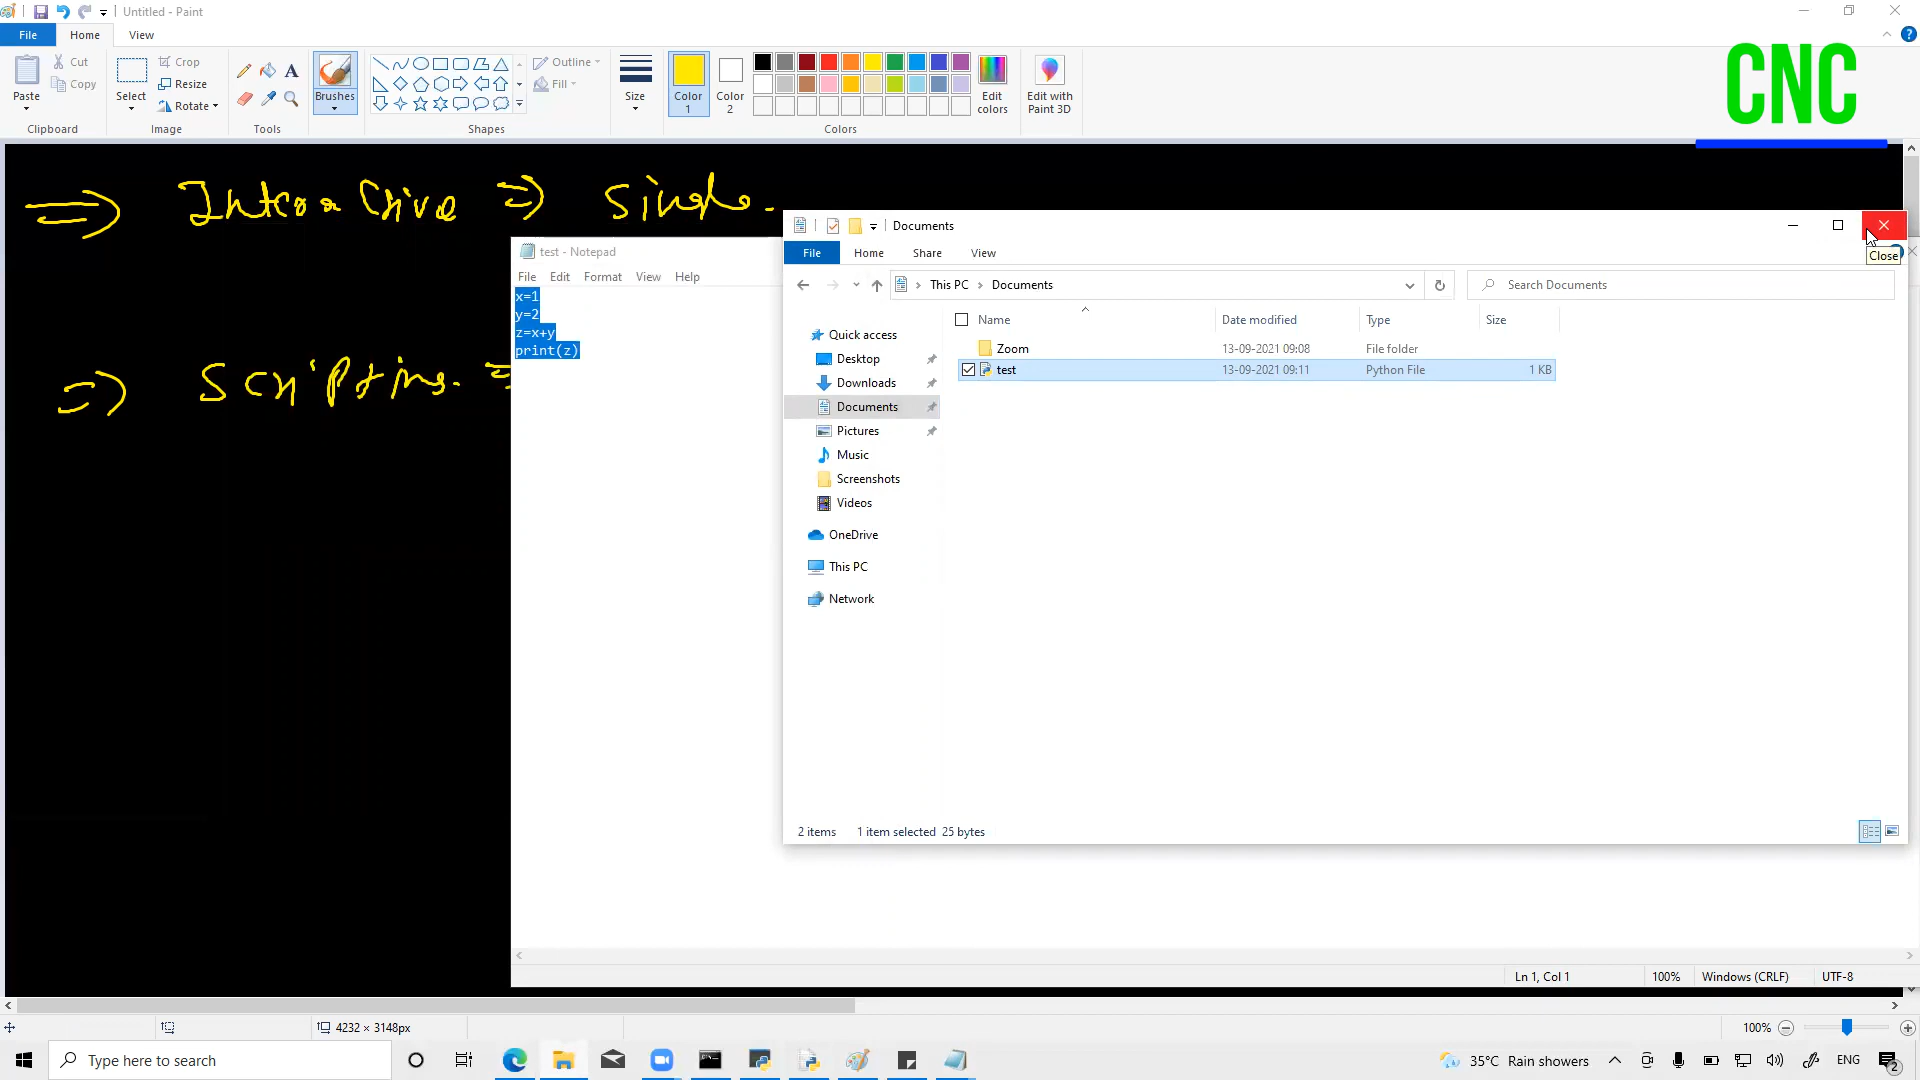 Untitled - Paint
File Home View
Paste Cut Copy Select Crop Resize Rotate Brushes Outline Fill Size Color 1 Color 2 Edit colors Edit with Paint 3D
Clipboard Image Tools Shapes Colors
CNC
Interactive => Single.
=> Scripting. =>
test - Notepad
File Edit Format View Help
x=1
y=2
z=x+y
print(z)
Ln 1, Col 1 100% Windows (CRLF) UTF-8
Documents
Close
File Home Share View
This PC > Documents Search Documents
Name Date modified Type Size
Zoom 13-09-2021 09:08 File folder
test 13-09-2021 09:11 Python File 1 KB
Quick access
Desktop
Downloads
Documents
Pictures
Music
Screenshots
Videos
OneDrive
This PC
Network
2 items 1 item selected 25 bytes
4232 × 3148px 100%
Type here to search 35°C Rain showers ENG 2